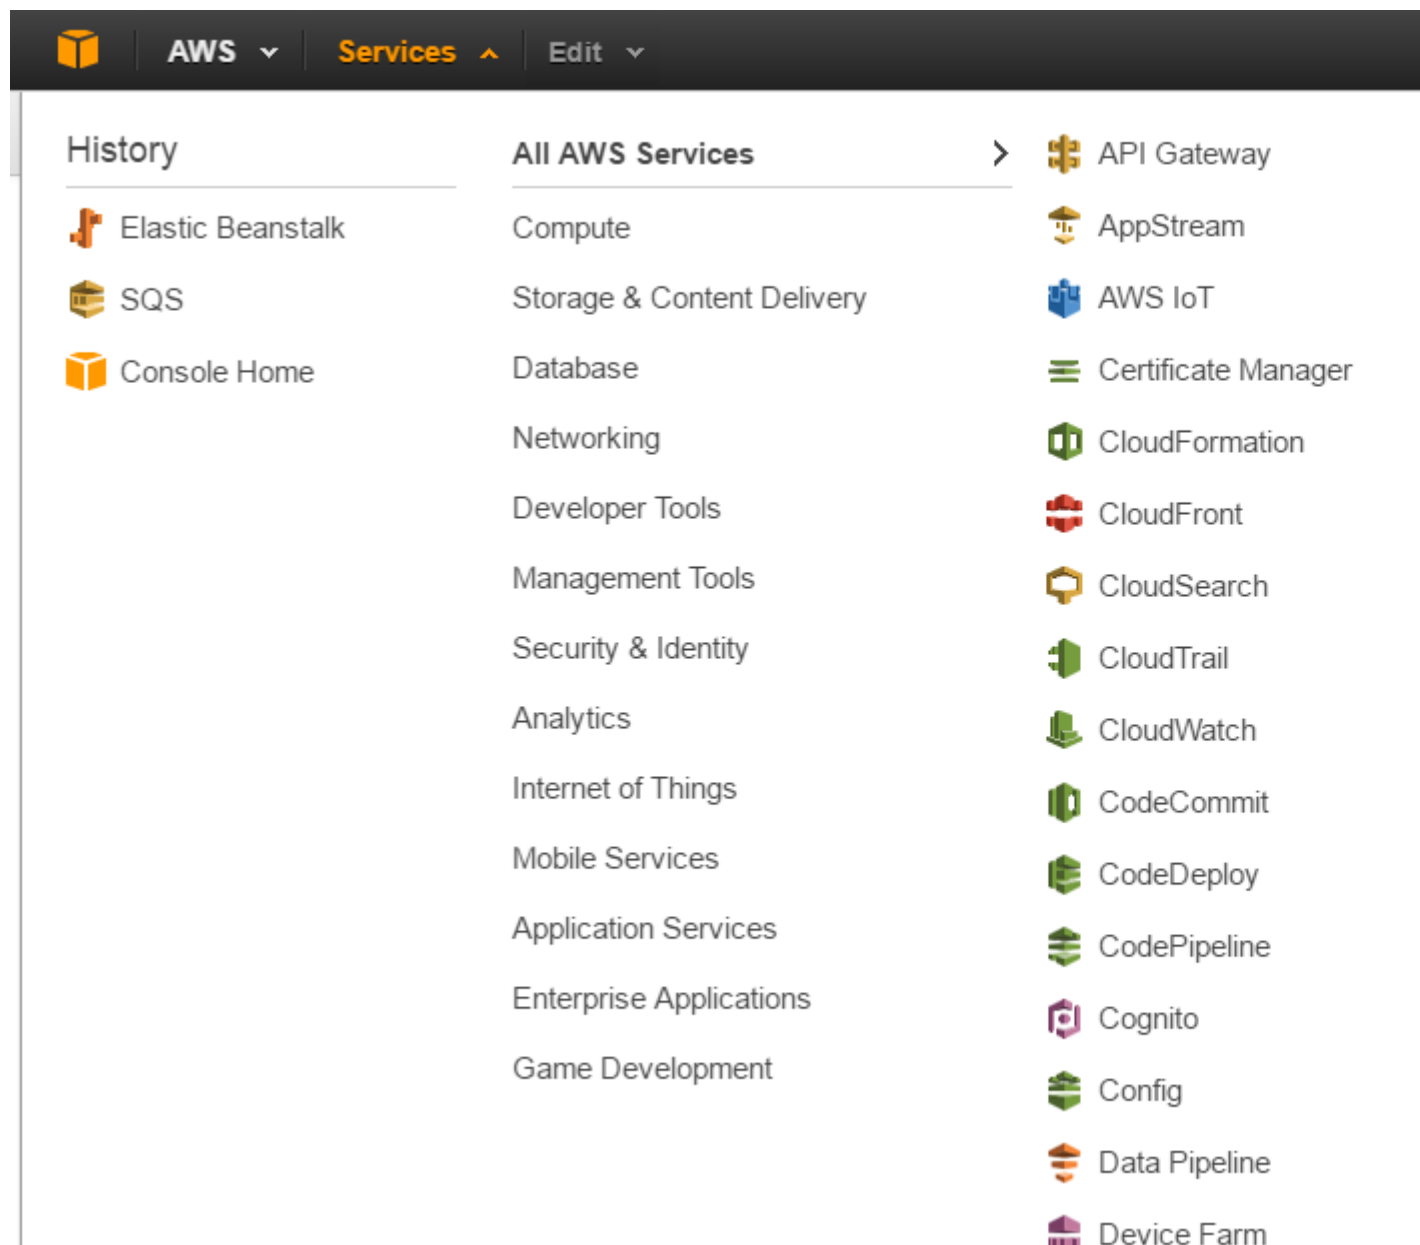 AWS
Services
Edit
History
Elastic Beanstalk
SQS
Console Home
All AWS Services
Compute
Storage & Content Delivery
Database
Networking
Developer Tools
Management Tools
Security & Identity
Analytics
Internet of Things
Mobile Services
Application Services
Enterprise Applications
Game Development
API Gateway
AppStream
AWS IoT
Certificate Manager
CloudFormation
CloudFront
CloudSearch
CloudTrail
CloudWatch
CodeCommit
CodeDeploy
CodePipeline
Cognito
Config
Data Pipeline
Device Farm